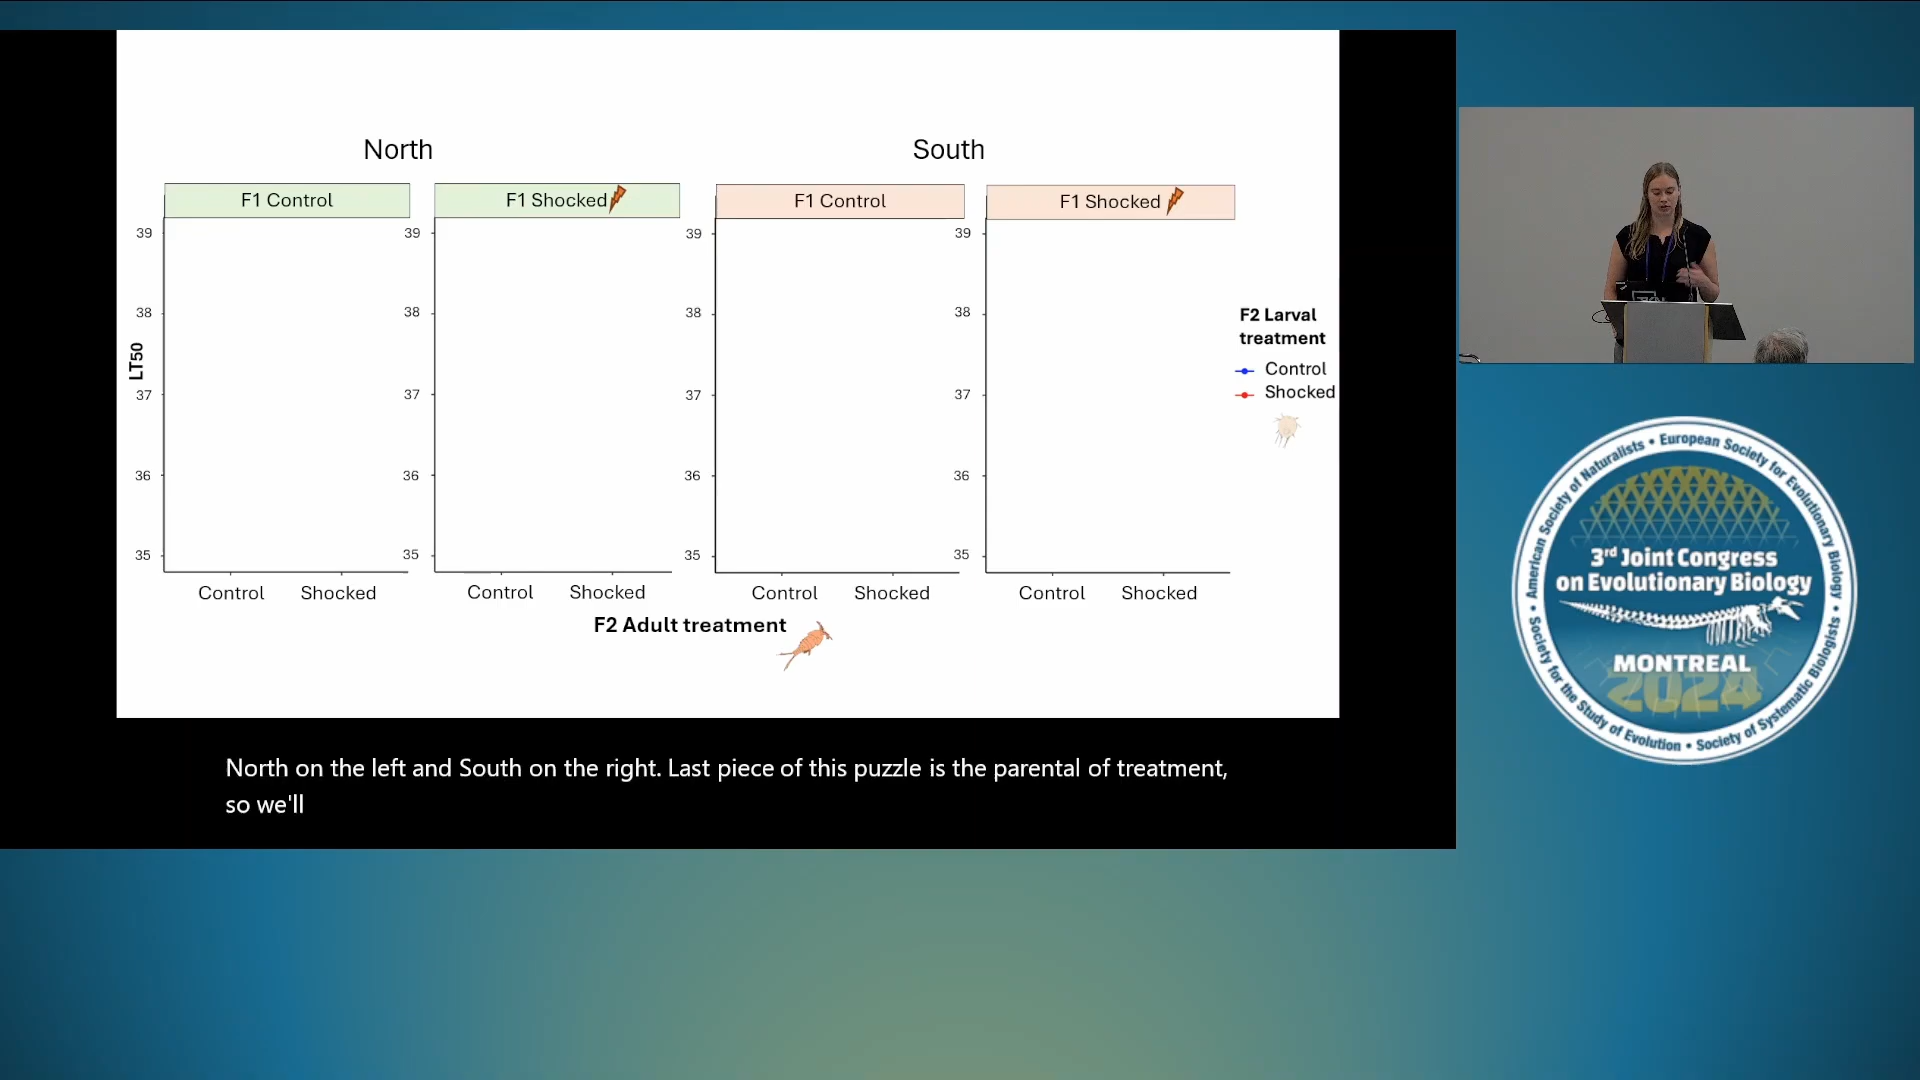 North
South
F1 Control
F1 Shocked
F1 Control
F1 Shocked
39
38
37
36
35
39
38
37
36
35
39
38
37
36
35
39
38
37
36
35
LT50
Control
Shocked
Control
Shocked
Control
Shocked
Control
Shocked
F2 Adult treatment
F2 Larval
treatment
Control
Shocked
North on the left and South on the right. Last piece of this puzzle is the parental of treatment,
so we'll
American Society of Naturalists • European Society for Evolutionary Biology • Society of Systematic Biologists • Society for the Study of Evolution •
3rd Joint Congress
on Evolutionary Biology
MONTREAL
2024